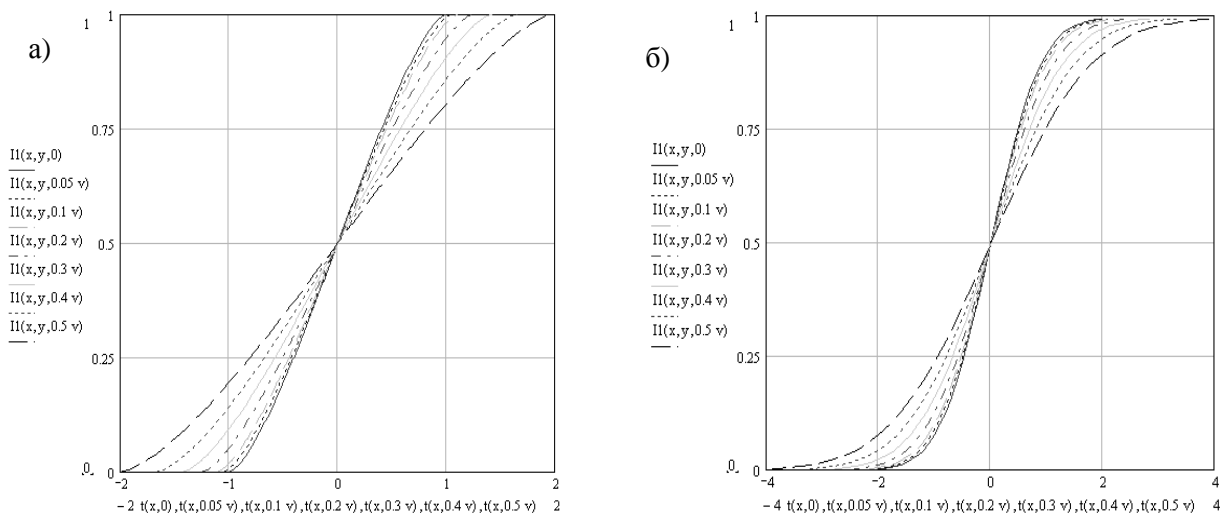 а)
1
1
0.75
0.5
0.25
0
0
I1(x,y,0)
I1(x,y,0.05 v)
I1(x,y,0.1 v)
I1(x,y,0.2 v)
I1(x,y,0.3 v)
I1(x,y,0.4 v)
I1(x,y,0.5 v)
−2 −1 0 1 2
−2 t(x,0),t(x,0.05 v),t(x,0.1 v),t(x,0.2 v),t(x,0.3 v),t(x,0.4 v),t(x,0.5 v) 2
б)
1
1
0.75
0.5
0.25
0
0
I1(x,y,0)
I1(x,y,0.05 v)
I1(x,y,0.1 v)
I1(x,y,0.2 v)
I1(x,y,0.3 v)
I1(x,y,0.4 v)
I1(x,y,0.5 v)
−4 −2 0 2 4
−4 t(x,0),t(x,0.05 v),t(x,0.1 v),t(x,0.2 v),t(x,0.3 v),t(x,0.4 v),t(x,0.5 v) 4